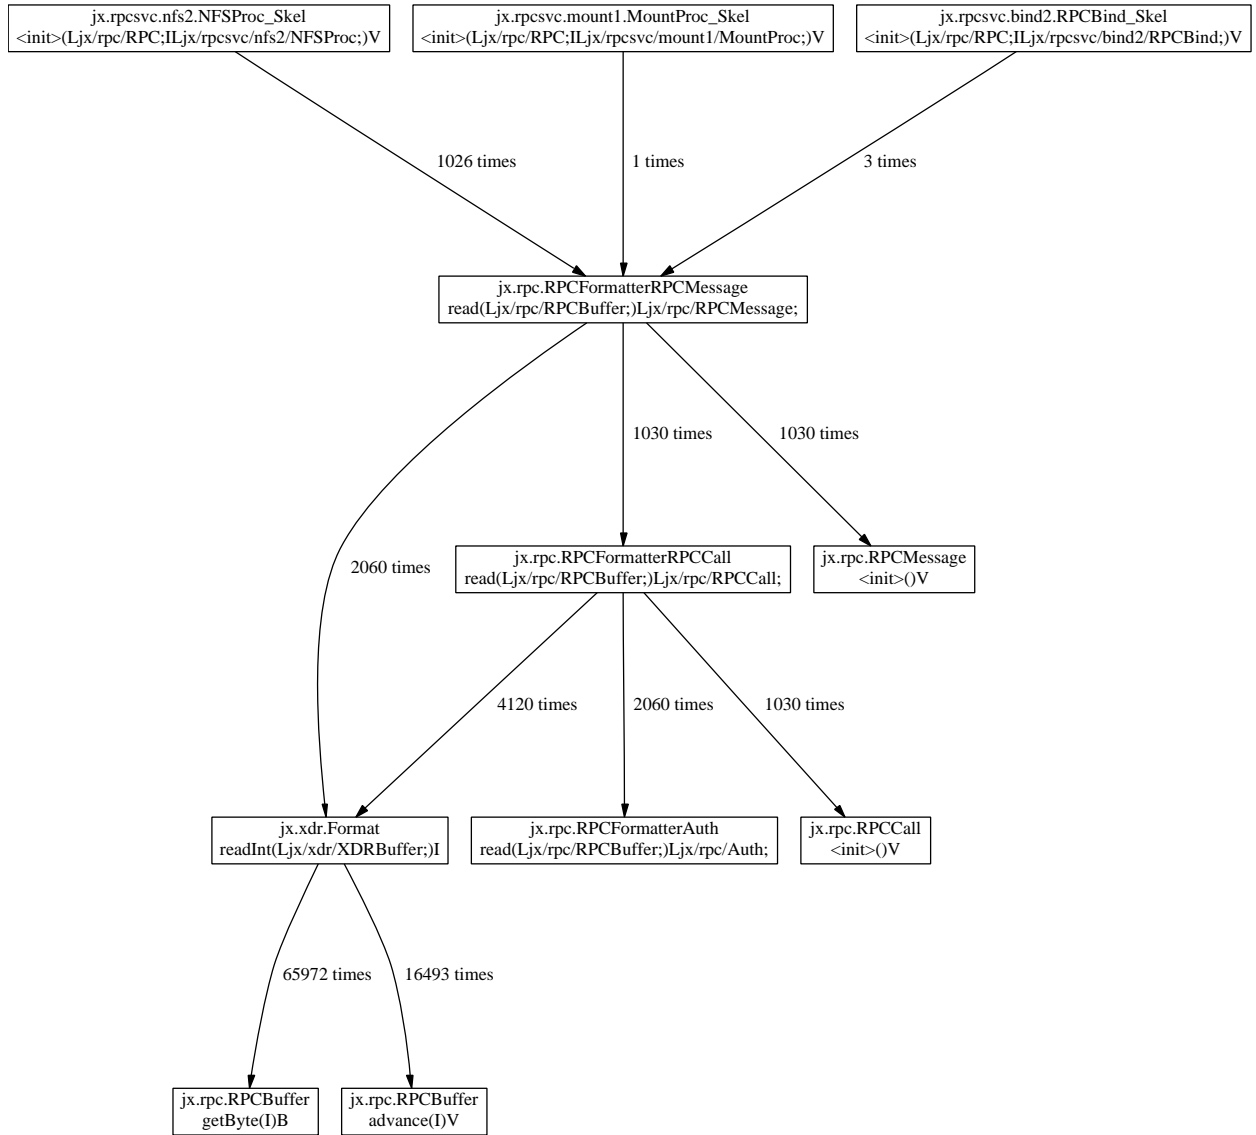 jx.rpcsvc.nfs2.NFSProc_Skel
<init>(Ljx/rpc/RPC;ILjx/rpcsvc/nfs2/NFSProc;)V
jx.rpcsvc.mount1.MountProc_Skel
<init>(Ljx/rpc/RPC;ILjx/rpcsvc/mount1/MountProc;)V
jx.rpcsvc.bind2.RPCBind_Skel
<init>(Ljx/rpc/RPC;ILjx/rpcsvc/bind2/RPCBind;)V
1026 times
1 times
3 times
jx.rpc.RPCFormatterRPCMessage
read(Ljx/rpc/RPCBuffer;)Ljx/rpc/RPCMessage;
1030 times
1030 times
2060 times
jx.rpc.RPCFormatterRPCCall
read(Ljx/rpc/RPCBuffer;)Ljx/rpc/RPCCall;
jx.rpc.RPCMessage
<init>()V
4120 times
2060 times
1030 times
jx.xdr.Format
readInt(Ljx/xdr/XDRBuffer;)I
jx.rpc.RPCFormatterAuth
read(Ljx/rpc/RPCBuffer;)Ljx/rpc/Auth;
jx.rpc.RPCCall
<init>()V
65972 times
16493 times
jx.rpc.RPCBuffer
getByte(I)B
jx.rpc.RPCBuffer
advance(I)V